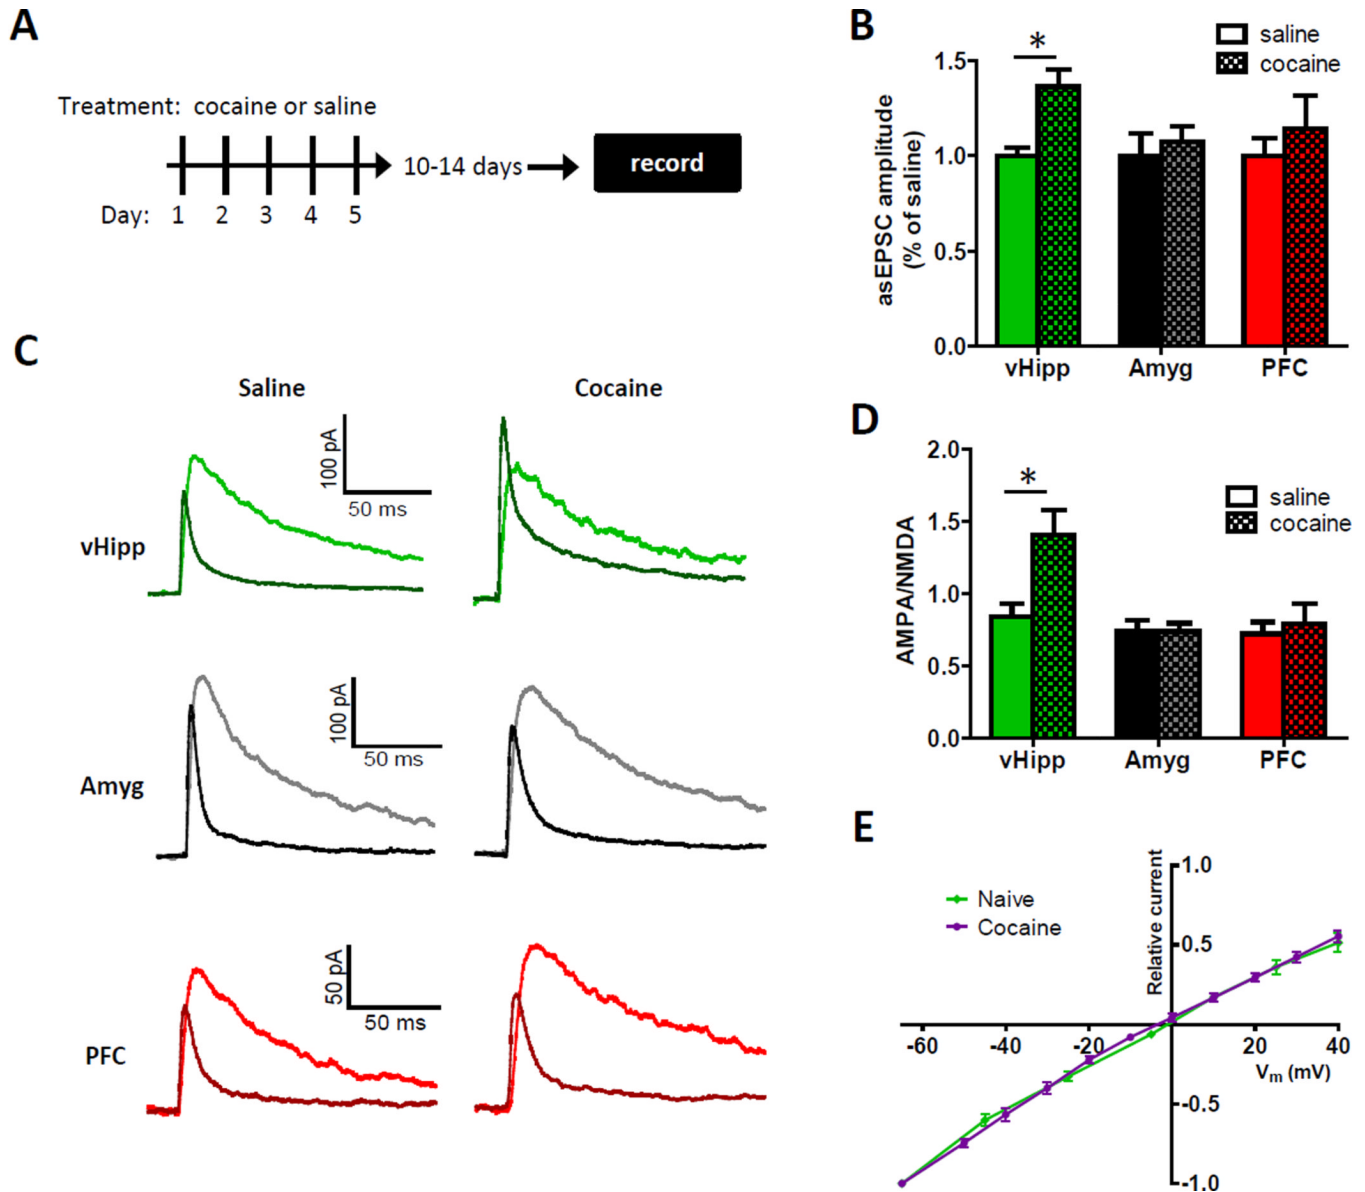 A
Treatment: cocaine or saline
10-14 days
record
Day: 1 2 3 4 5
B
saline
cocaine
*
asEPSC amplitude
(% of saline)
1.5
1.0
0.5
0.0
vHipp Amyg PFC
C
Saline Cocaine
100 pA
50 ms
vHipp
100 pA
50 ms
Amyg
50 pA
50 ms
PFC
D
saline
cocaine
*
AMPA/NMDA
2.0
1.5
1.0
0.5
0.0
vHipp Amyg PFC
E
Naive
Cocaine
Relative current
1.0
0.5
-60 -40 -20 20 40
Vm (mV)
-0.5
-1.0